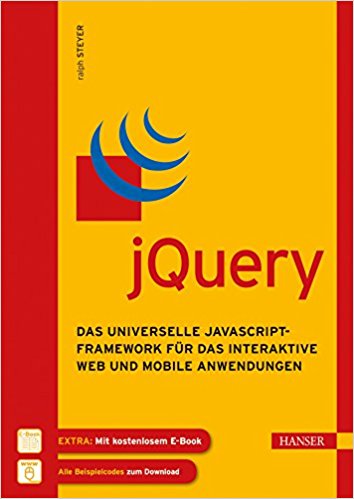 ralph STEYER
jQuery
DAS UNIVERSELLE JAVASCRIPT-
FRAMEWORK FÜR DAS INTERAKTIVE
WEB UND MOBILE ANWENDUNGEN
E-Book
EXTRA: Mit kostenlosem E-Book
HANSER
WWW
Alle Beispielcodes zum Download